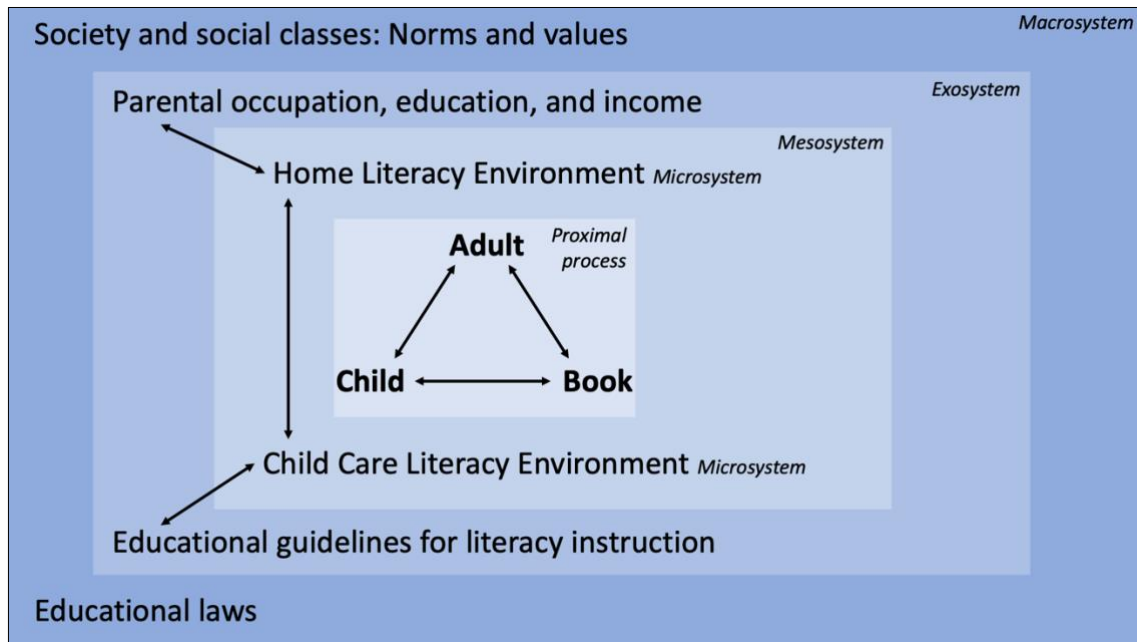 Society and social classes: Norms and values
Macrosystem
Parental occupation, education, and income
Exosystem
Mesosystem
Home Literacy Environment Microsystem
Adult
Proximal
process
Child
Book
Child Care Literacy Environment Microsystem
Educational guidelines for literacy instruction
Educational laws